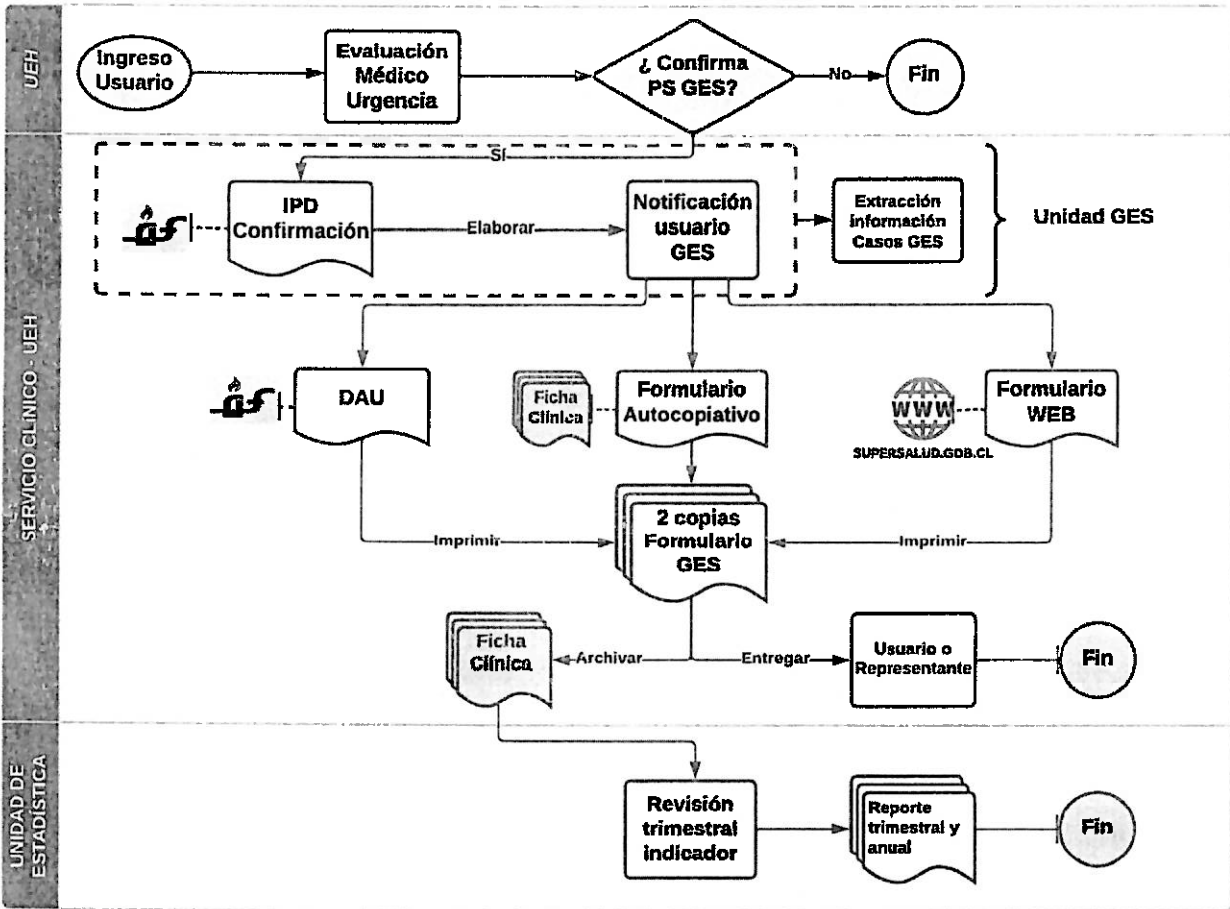 UEH
Ingreso
Usuario
Evaluación
Médico
Urgencia
¿ Confirma
PS GES?
No
Fin
SERVICIO CLÍNICO - UEH
Sí
IPD
Confirmación
Elaborar
Notificación
usuario
GES
Extracción
información
Casos GES
Unidad GES
DAU
Ficha
Clínica
Formulario
Autocopiativo
WWW
SUPERSALUD.GOB.CL
Formulario
WEB
Imprimir
2 copias
Formulario
GES
Imprimir
Ficha
Clínica
Archivar
Entregar
Usuario o
Representante
Fin
UNIDAD DE
ESTADÍSTICA
Revisión
trimestral
indicador
Reporte
trimestral y
anual
Fin